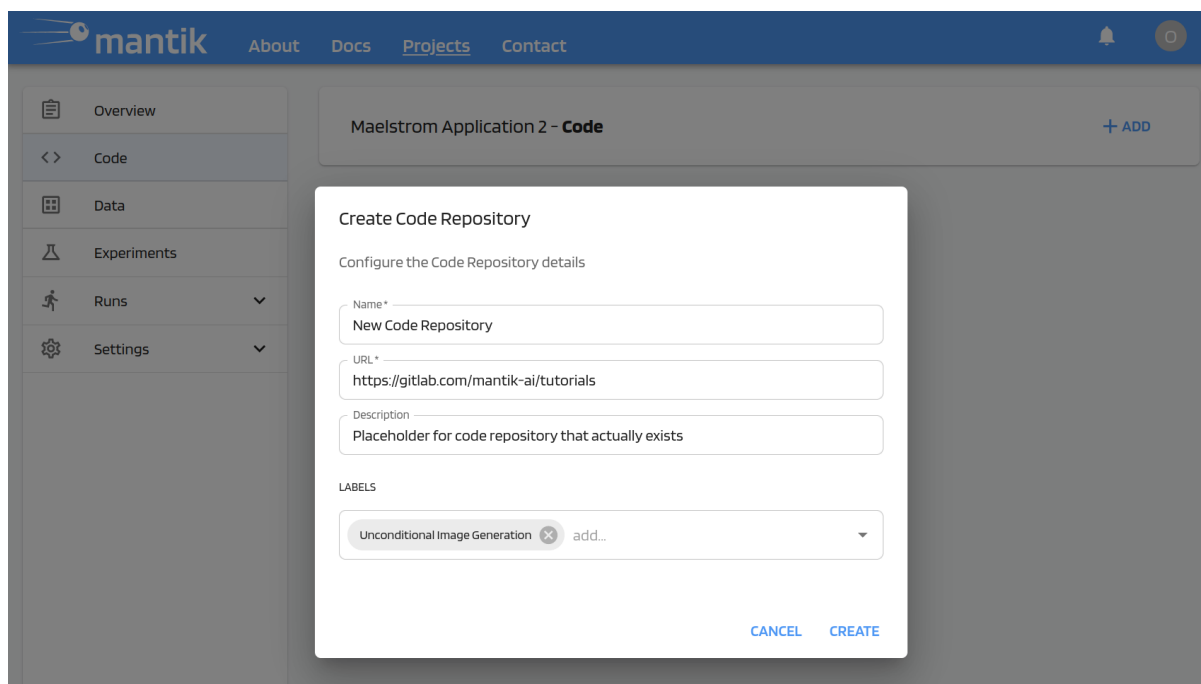 mantik About Docs Projects Contact O
Overview
Code
Data
Experiments
Runs
Settings
Maelstrom Application 2 - Code + ADD
Create Code Repository
Configure the Code Repository details
Name*
New Code Repository
URL*
https://gitlab.com/mantik-ai/tutorials
Description
Placeholder for code repository that actually exists
LABELS
Unconditional Image Generation add...
CANCEL CREATE